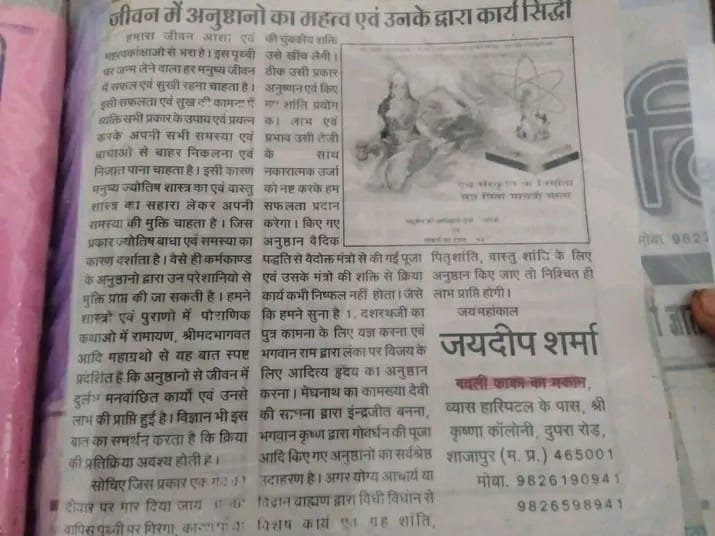 जीवन में अनुष्ठानो का महत्व एवं उनके द्वारा कार्य सिद्धी
हमारा जीवन आशा एवं
महत्वकांक्षाओ से भरा है। इस पृथ्वी
पर जन्म लेने वाला हर मनुष्य जीवन
में सफल एवं सुखी रहना चाहता है।
इसी सफलता एवं सुख की कामना में
व्यक्ति सभी प्रकार के उपाय एवं प्रयत्न
करके अपनी सभी समस्या एवं
बाधाओ से बाहर निकलना एवं
निजात पाना चाहता है। इसी कारण
मनुष्य ज्योतिष शास्त्र का एवं वास्तु
शास्त्र का सहारा लेकर अपनी
समस्या की मुक्ति चाहता है। जिस
प्रकार ज्योतिष बाधा एवं समस्या का
कारण दर्शाता है। वैसे ही कर्मकाण्ड
के अनुष्ठानो द्वारा उन परेशानियो से
मुक्ति प्राप्त की जा सकती है। हमने
शास्त्रो एवं पुराणो में पौराणिक
कथाओ में रामायण, श्रीमदभागवत
आदि महाग्रथो से यह बात स्पष्ट
प्रदर्शित है कि अनुष्ठानो से जीवन में
दुर्लभ मनवांछित कार्यो एवं उनसे
लाभ की प्राप्ति हुई है। विज्ञान भी इस
बात का समर्थन करता है कि क्रिया
की प्रतिक्रिया अवश्य होती है।
सोचिए जिस प्रकार एक गेंद को
दीवार पर मार दिया जाय
वापिस पृथ्वी पर गिरगा, कारण पृथ्वी
की चुंबकीय शक्ति
उसे खींच लेगी।
ठीक उसी प्रकार
अनुष्ठान एवं किए
गए शांति प्रयोग
का लाभ एवं
प्रभाव उसी तेजी
के साथ
नकारात्मक उर्जा
को नष्ट करके हम
सफलता प्रदान
करेगा। किए गए
अनुष्ठान वैदिक
पद्धति से वैदोक्त मंत्रो से की गई पूजा
एवं उसके मंत्रो की शक्ति से क्रिया
कार्य कभी निष्फल नहीं होता। जैसे
कि हमने सुना है 1. दशरथजी का
पुत्र कामना के लिए यज्ञ करना एवं
भगवान राम द्वारा लंका पर विजय के
लिए आदित्य हृदय का अनुष्ठान
करना। मेघनाथ का कामख्या देवी
की साधना द्वारा इंन्द्रजीत बनना,
भगवान कृष्ण द्वारा गोवर्धन की पूजा
आदि किए गए अनुष्ठानो का सर्वश्रेष्ठ
उदाहरण है। अगर योग्य आचार्य या
विद्वान ब्राह्मण द्वारा विधी विधान से
विशेष कार्य एवं ग्रह शांति,
पितृशांति, वास्तु शांति के लिए
अनुष्ठान किए जाए तो निश्चित ही
लाभ प्राप्ति होगी।
जय महांकाल
जयदीप शर्मा
मवली काका का मकाम,
व्यास हास्पिटल के पास, श्री
कृष्णा कॉलोनी, दुपरा रोड़,
शाजापुर (म. प्र.) 465001
मोवा. 9826190941
9826598941
मोबा. 982